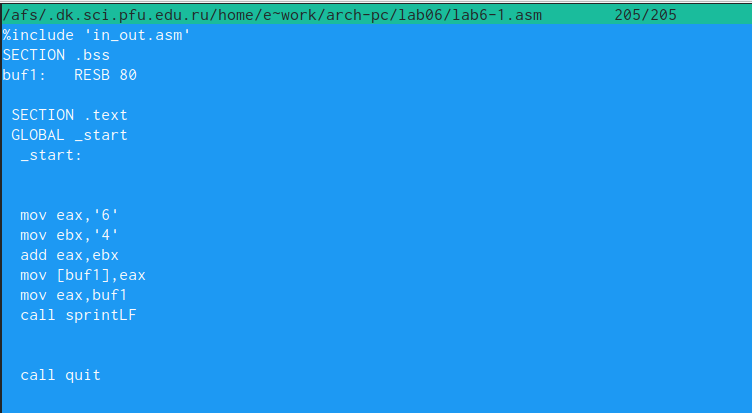 /afs/.dk.sci.pfu.edu.ru/home/e~work/arch-pc/lab06/lab6-1.asm 205/205
%include 'in_out.asm'
SECTION .bss
buf1: RESB 80
SECTION .text
GLOBAL _start
_start:
mov eax,'6'
mov ebx,'4'
add eax,ebx
mov [buf1],eax
mov eax,buf1
call sprintLF
call quit